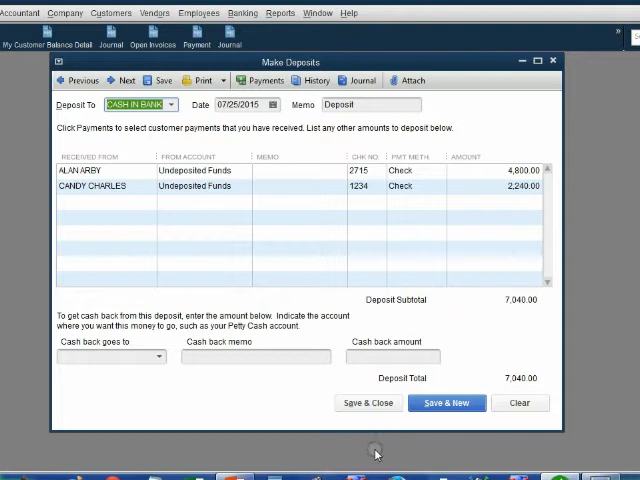 Accountant Company Customers Vendors Employees Banking Reports Window Help
My Customer Balance Detail Journal Open Invoices Payment Journal
Make Deposits
Previous Next Save Print Payments History Journal Attach
Deposit To CASH IN BANK Date 07/25/2015 Memo Deposit
Click Payments to select customer payments that you have received. List any other amounts to deposit below.
RECEIVED FROM FROM ACCOUNT MEMO CHK NO. PMT METH. AMOUNT
ALAN ARBY Undeposited Funds 2715 Check 4,800.00
CANDY CHARLES Undeposited Funds 1234 Check 2,240.00
Deposit Subtotal 7,040.00
To get cash back from this deposit, enter the amount below. Indicate the account
where you want this money to go, such as your Petty Cash account.
Cash back goes to Cash back memo Cash back amount
Deposit Total 7,040.00
Save & Close Save & New Clear